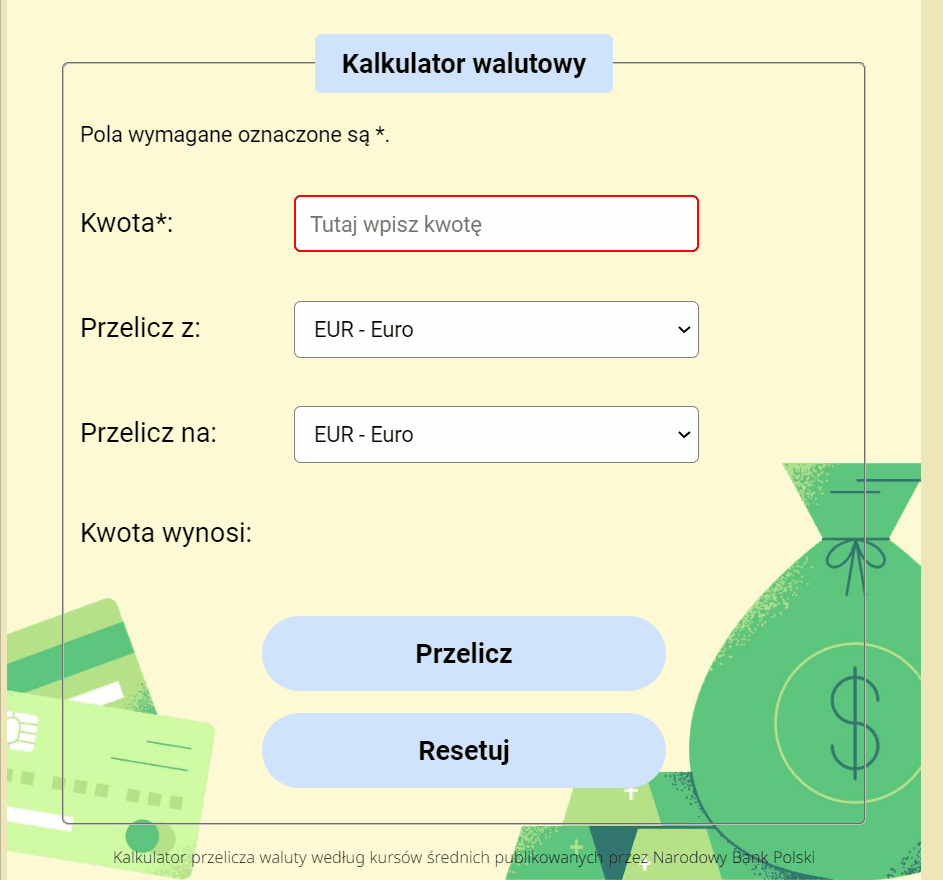 Kalkulator walutowy
Pola wymagane oznaczone są *.
Kwota*:
Tutaj wpisz kwotę
Przelicz z:
EUR - Euro
Przelicz na:
EUR - Euro
Kwota wynosi:
Przelicz
Resetuj
$
Kalkulator przelicza waluty według kursów średnich publikowanych przez Narodowy Bank Polski